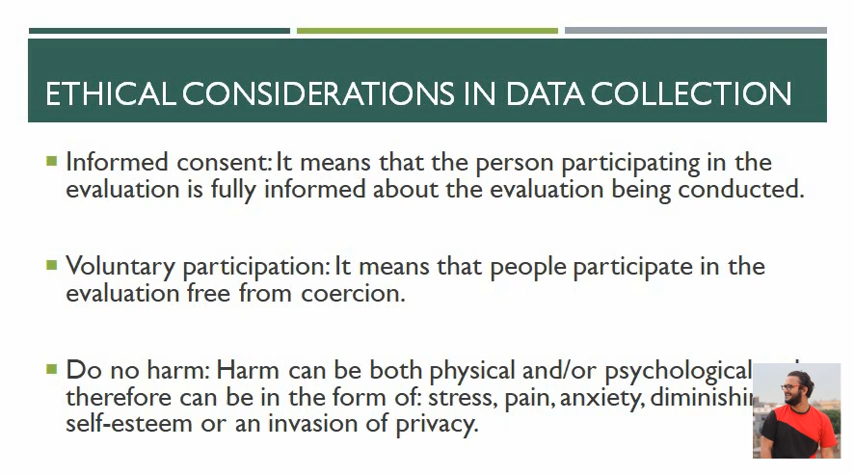 ETHICAL CONSIDERATIONS IN DATA COLLECTION
Informed consent: It means that the person participating in the
evaluation is fully informed about the evaluation being conducted.
Voluntary participation: It means that people participate in the
evaluation free from coercion.
Do no harm: Harm can be both physical and/or psychological
therefore can be in the form of: stress, pain, anxiety,
self-esteem or an invasion of privacy.